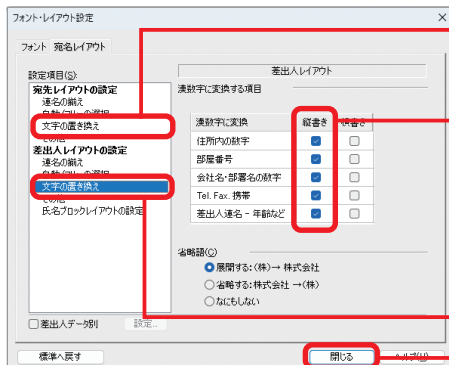 フォント・レイアウト設定
フォント 宛名レイアウト
設定項目(S):
宛先レイアウトの設定
連名の揃え
文字の置き換え
差出人レイアウトの設定
連名の揃え
文字の置き換え
その他
氏名ブロックレイアウトの設定
差出人データ別 設定...
差出人レイアウト
漢数字に変換する項目
漢数字に変換 縦書き 横書き
住所内の数字
部屋番号
会社名・部署名の数字
Tel. Fax. 携帯
差出人連名 - 年齢など
省略語(C)
展開する:(株)→ 株式会社
省略する:株式会社 →(株)
なにもしない
標準へ戻す 閉じる ヘルプ(H)